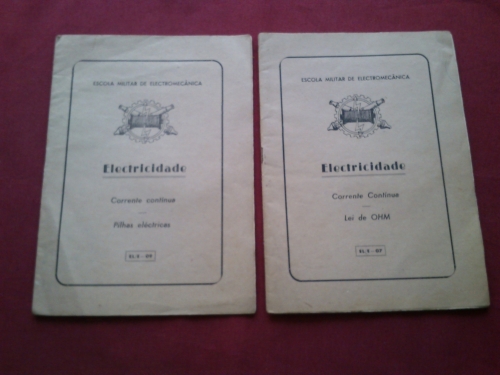 ESCOLA MILITAR DE ELECTROMECÂNICA
Electricidade
Corrente contínua
Pilhas eléctricas
ESCOLA MILITAR DE ELECTROMECÂNICA
Electricidade
Corrente Contínua
Lei de OHM